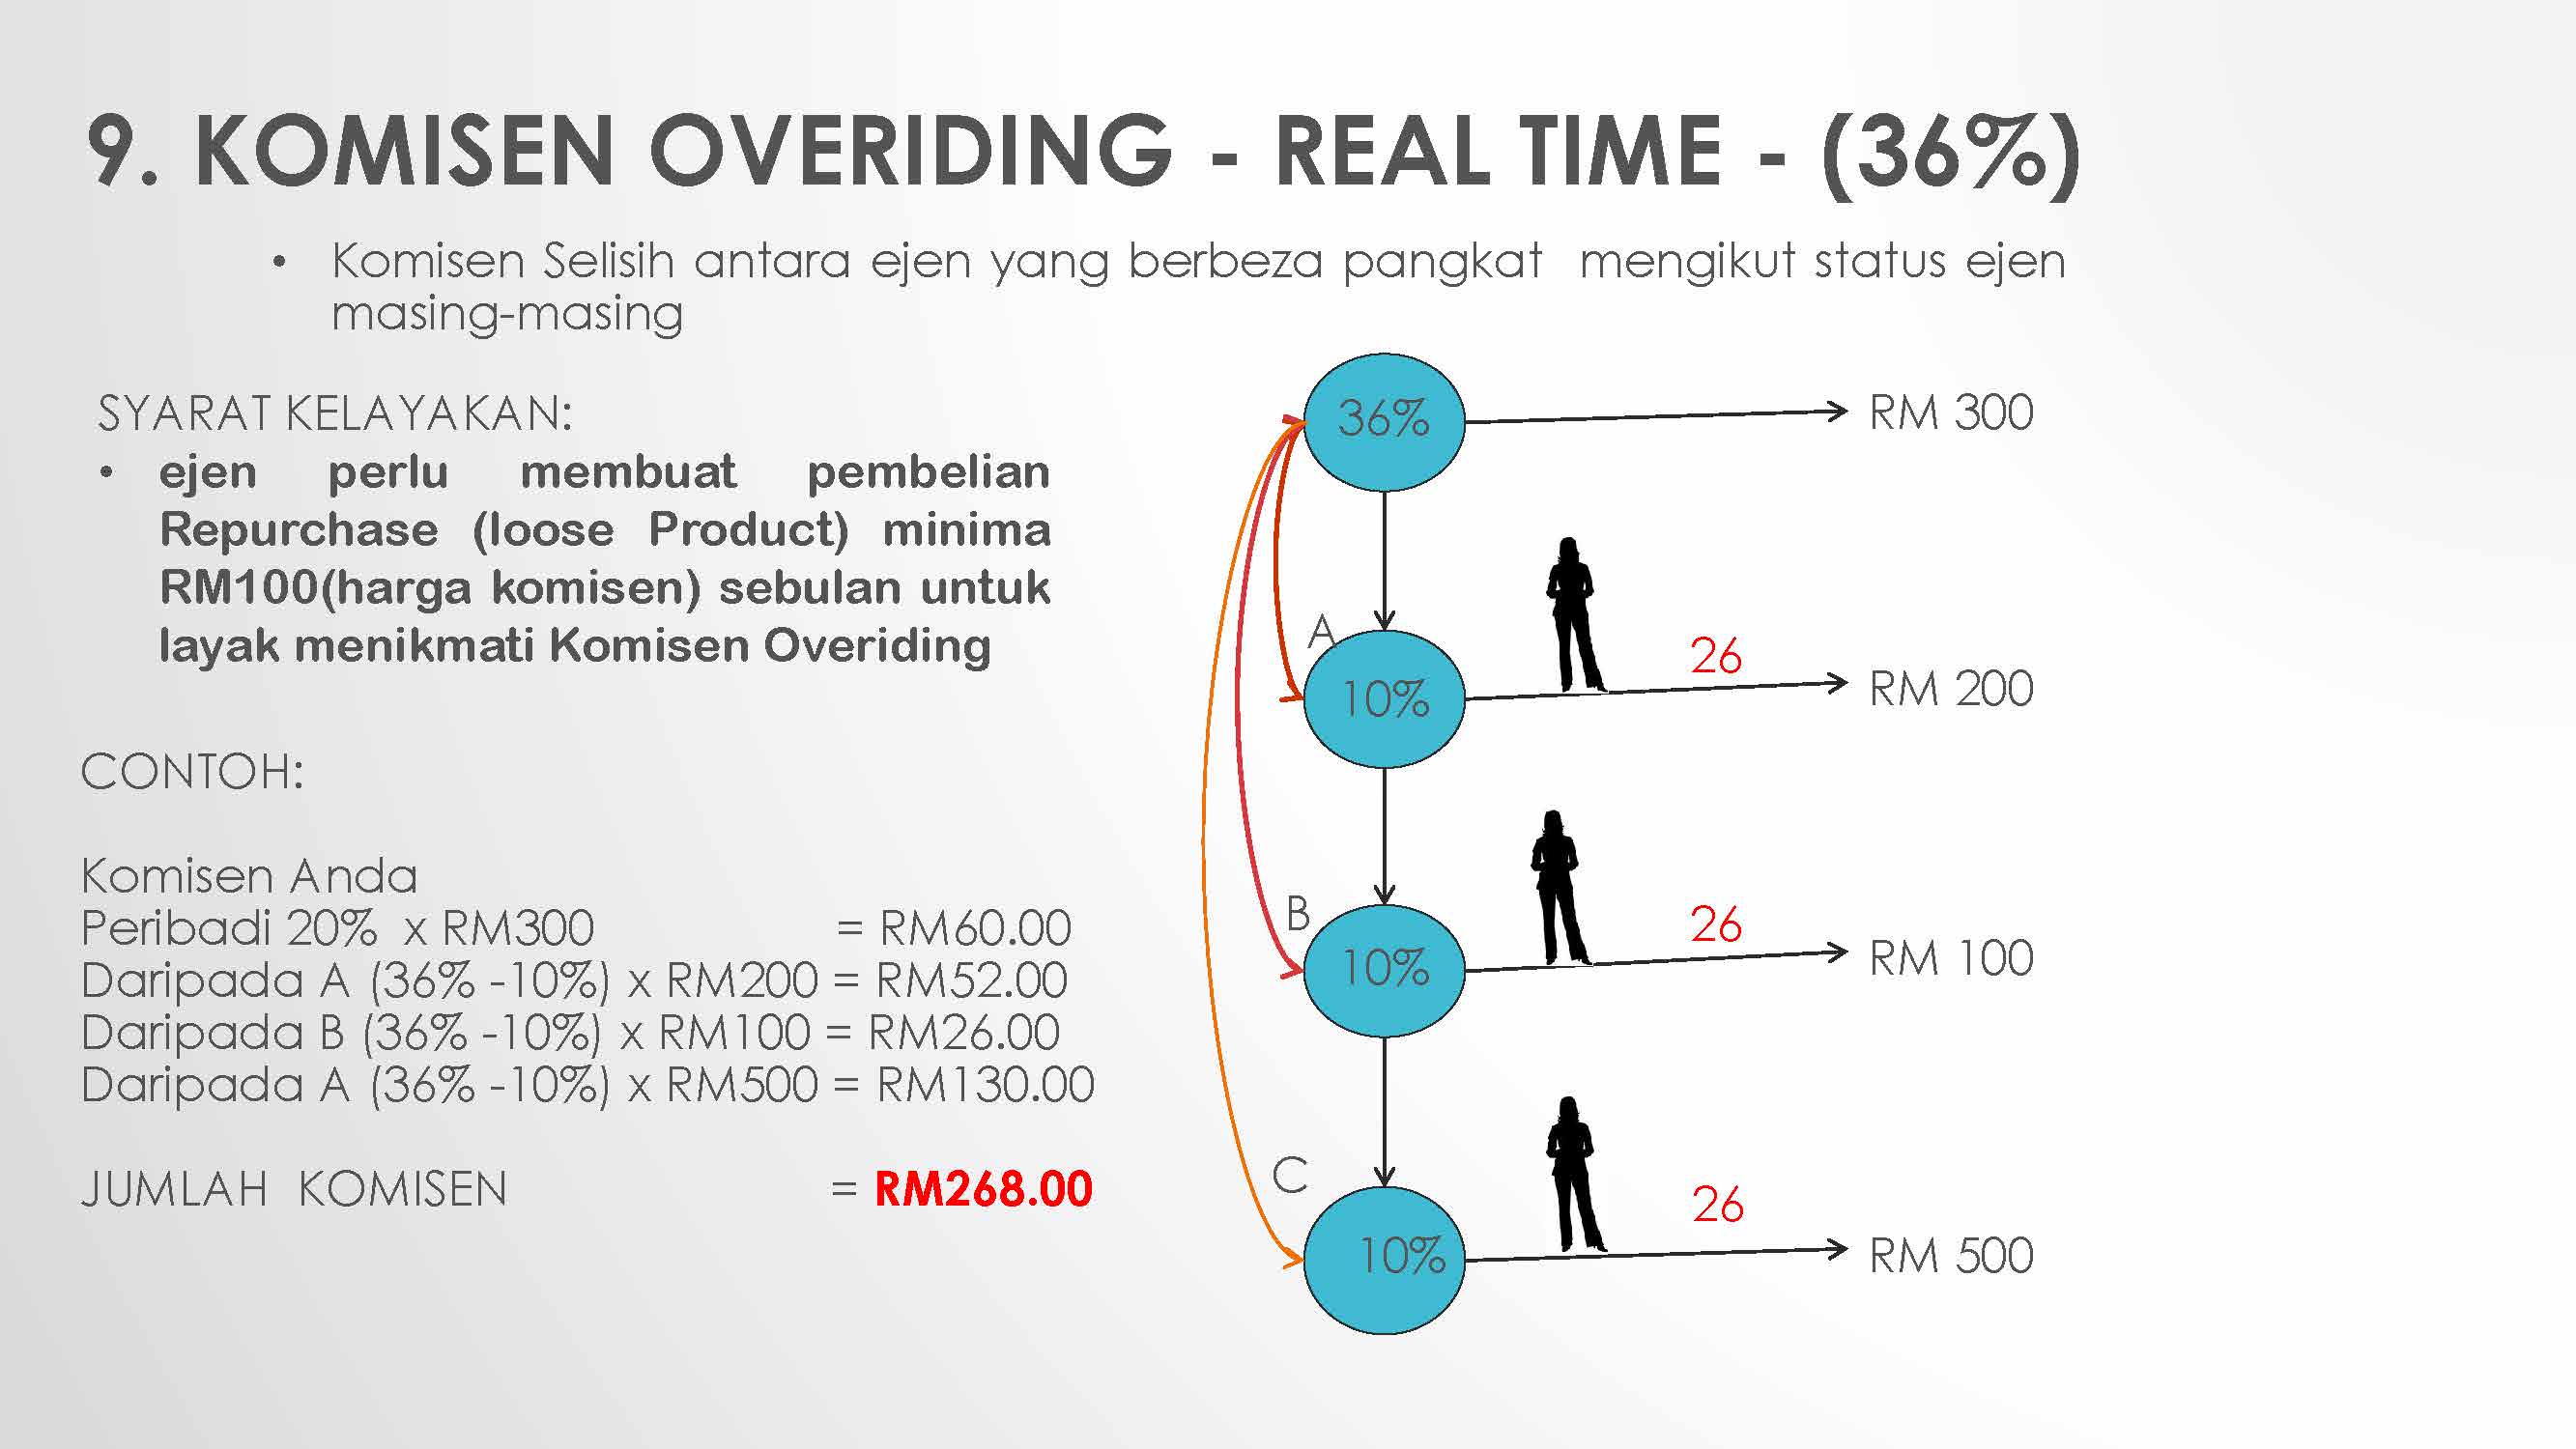 9. KOMISEN OVERIDING - REAL TIME - (36%)
• Komisen Selisih antara ejen yang berbeza pangkat mengikut status ejen
masing-masing
SYARAT KELAYAKAN:
• ejen perlu membuat pembelian
Repurchase (loose Product) minima
RM100(harga komisen) sebulan untuk
layak menikmati Komisen Overiding
CONTOH:
Komisen Anda
Peribadi 20% x RM300 = RM60.00
Daripada A (36% -10%) x RM200 = RM52.00
Daripada B (36% -10%) x RM100 = RM26.00
Daripada A (36% -10%) x RM500 = RM130.00
JUMLAH KOMISEN = RM268.00
36% RM 300
A
26
10% RM 200
B
26
10% RM 100
C
26
10% RM 500